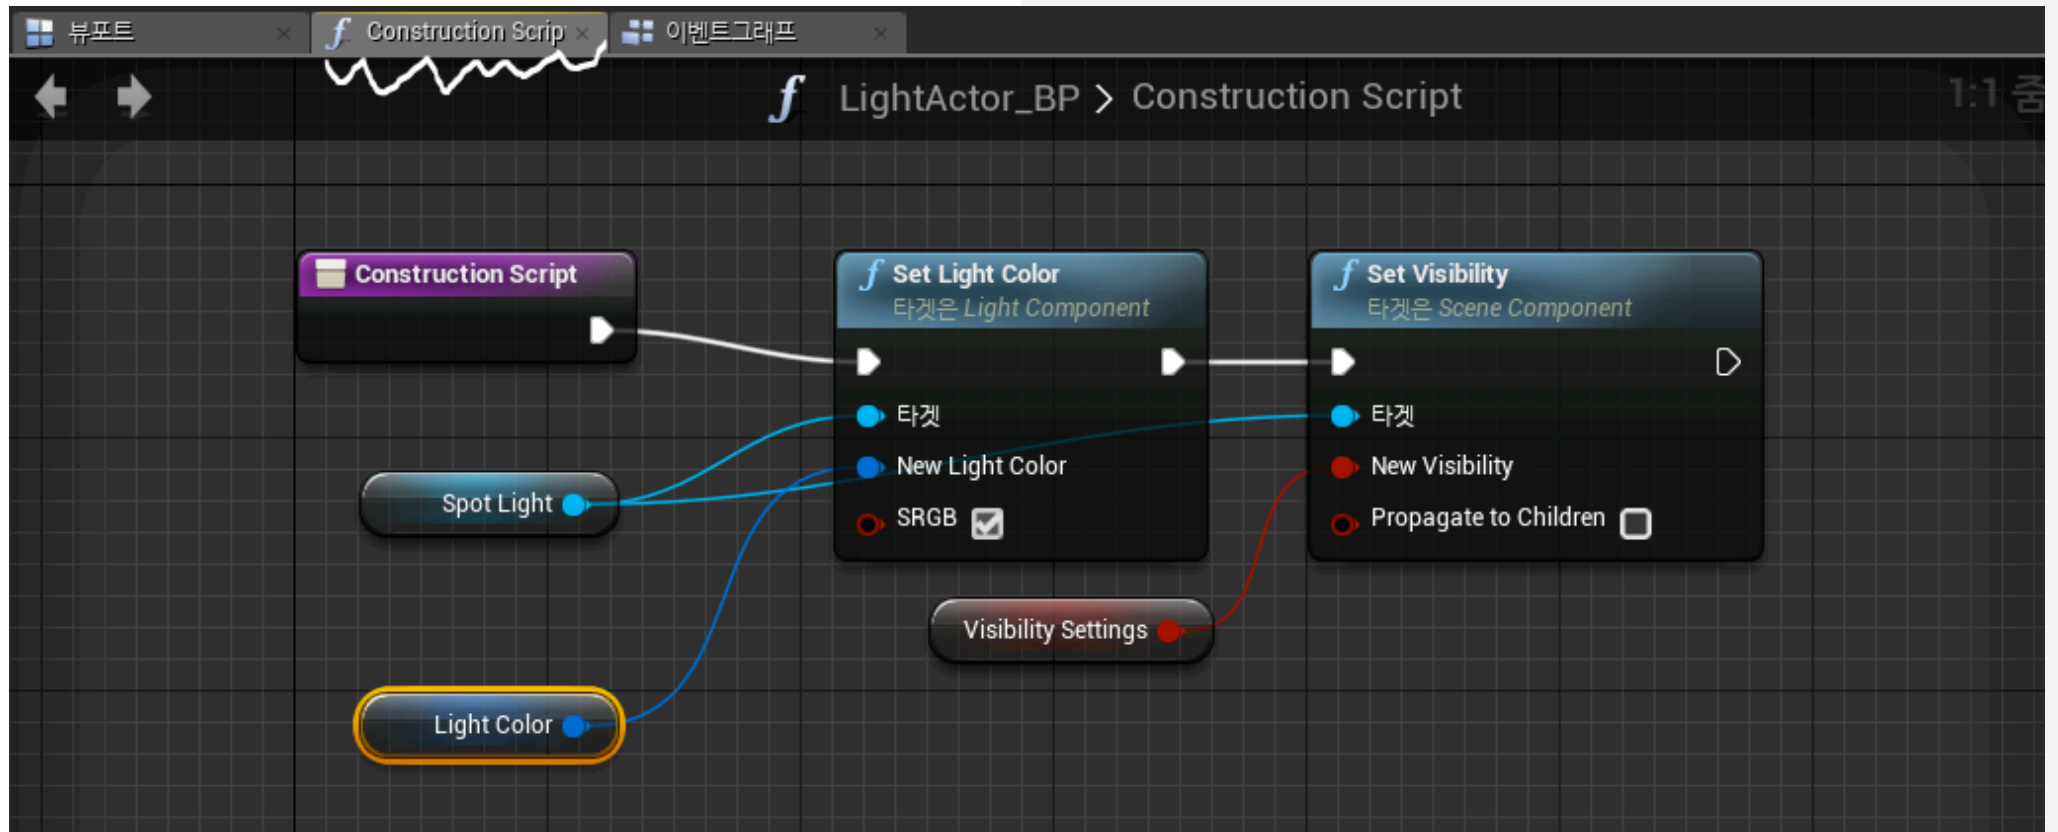 뷰포트
Construction Scrip
이벤트그래프
LightActor_BP > Construction Script
1:1 줌
Construction Script
Set Light Color
타겟은 Light Component
타겟
New Light Color
SRGB
Set Visibility
타겟은 Scene Component
타겟
New Visibility
Propagate to Children
Spot Light
Visibility Settings
Light Color